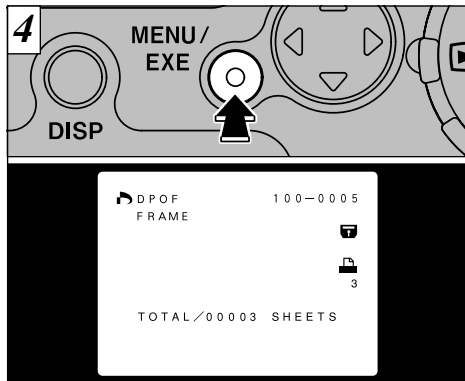 4
MENU/
EXE
DISP
DPOF 100-0005
FRAME
3
TOTAL/00003 SHEETS